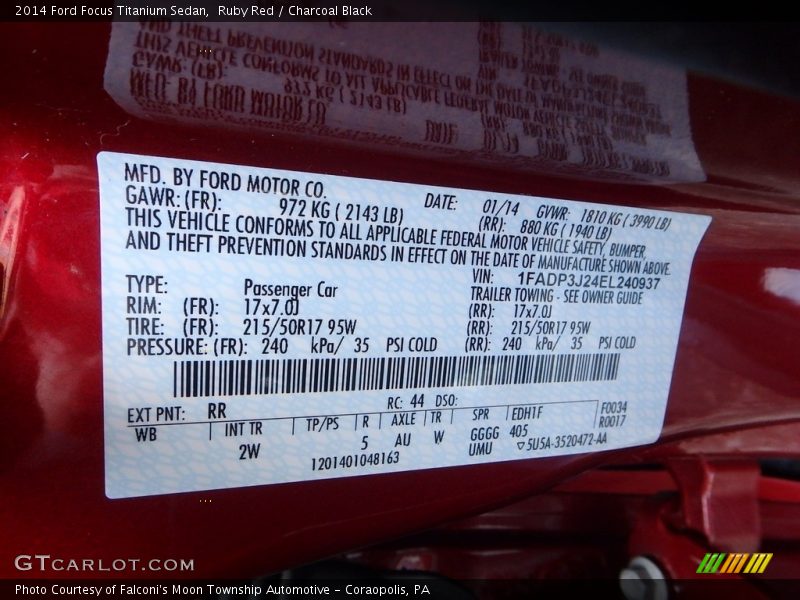 2014 Ford Focus Titanium Sedan,  Ruby Red / Charcoal Black
MFD. BY FORD MOTOR CO. DATE: 01/14 GVWR: 1810 KG ( 3990 LB)
GAWR: (FR): 972 KG ( 2143 LB) (RR): 880 KG ( 1940 LB)
THIS VEHICLE CONFORMS TO ALL APPLICABLE FEDERAL MOTOR VEHICLE SAFETY, BUMPER,
AND THEFT PREVENTION STANDARDS IN EFFECT ON THE DATE OF MANUFACTURE SHOWN ABOVE.
VIN: 1FADP3J24EL240937
TYPE: Passenger Car TRAILER TOWING - SEE OWNER GUIDE
RIM: (FR): 17x7.0J (RR): 17x7.0J
TIRE: (FR): 215/50R17 95W (RR): 215/50R17 95W
PRESSURE: (FR): 240 kPa/ 35 PSI COLD (RR): 240 kPa/ 35 PSI COLD
EXT PNT: RR RC: 44 DSO: F0034
WB INT TR TP/PS R AXLE TR SPR EDH1F R0017
2W 5 AU W GGGG 405
1201401048163 UMU ▽5U5A-3520472-AA
GTCARLOT.COM
Photo Courtesy of Falconi's Moon Township Automotive - Coraopolis, PA